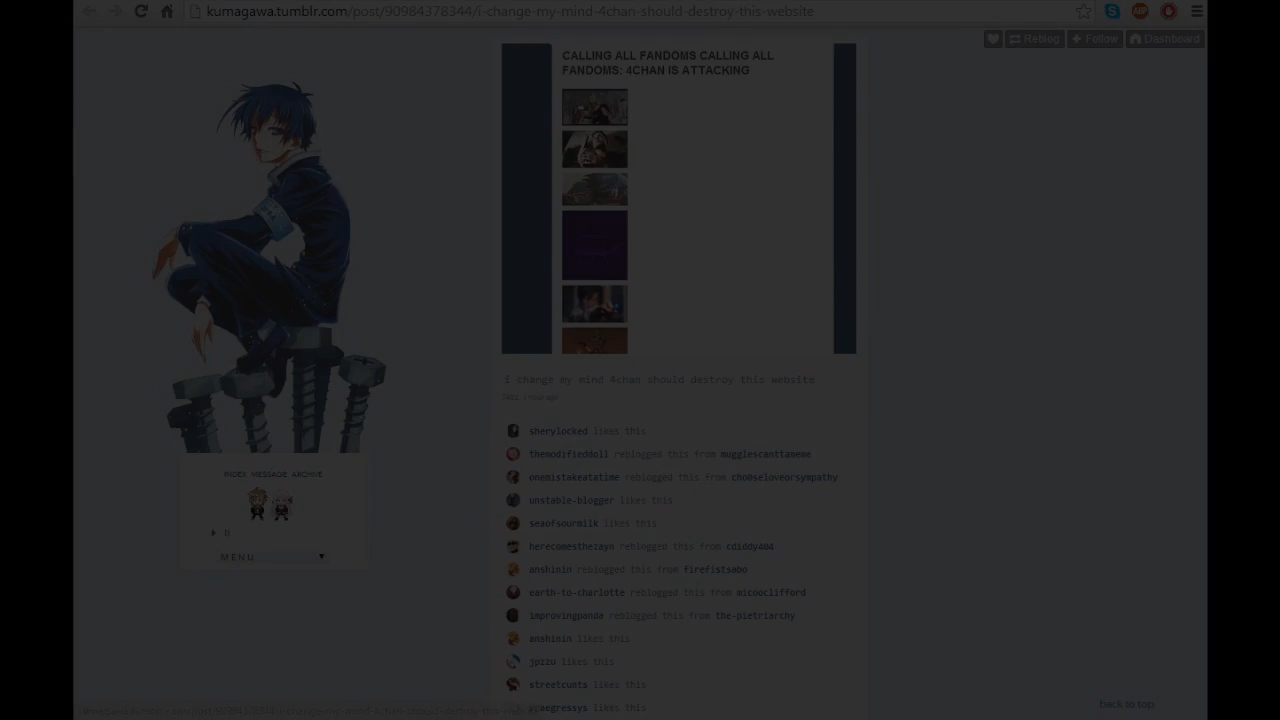 kumagawa.tumblr.com/post/90984378344/i-change-my-mind-4chan-should-destroy-this-website
Reblog
Follow
Dashboard
CALLING ALL FANDOMS CALLING ALL
FANDOMS: 4CHAN IS ATTACKING
i change my mind 4chan should destroy this website
sherylocked likes this
themodifieddoll reblogged this from mugglescanttameme
onemistakeatatime reblogged this from cho0seloveorsympathy
unstable-blogger likes this
seaofsourmilk likes this
herecomesthezayn reblogged this from cdiddy404
anshinin reblogged this from firefistsabo
earth-to-charlotte reblogged this from micooclifford
improvingpanda reblogged this from the-pietriarchy
anshinin likes this
jpzzu likes this
streetcunts likes this
likes this
INDEX MESSAGE ARCHIVE
MENU
back to top